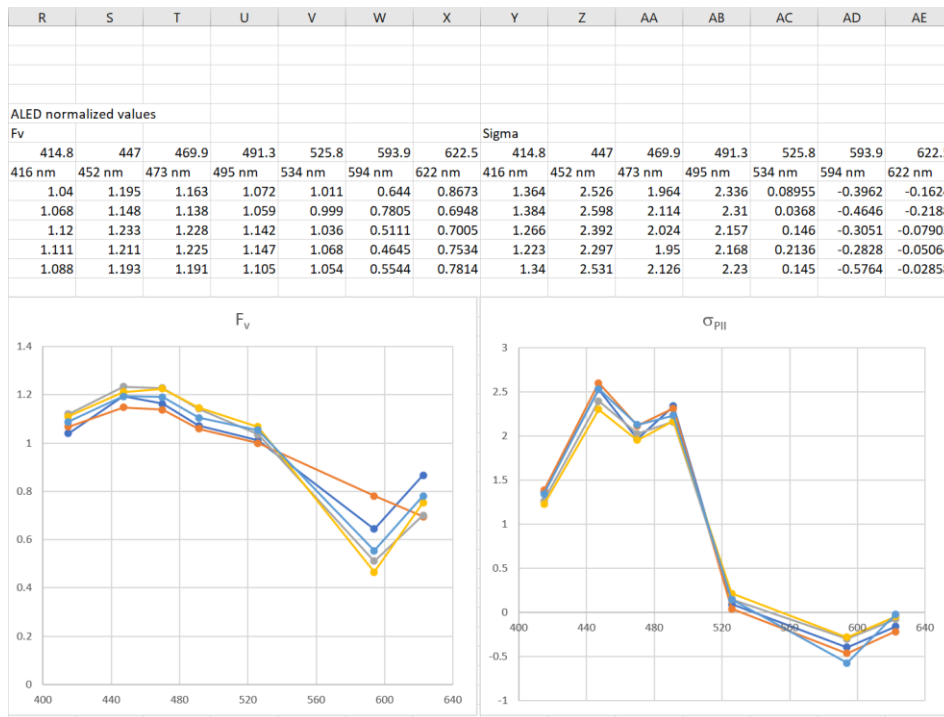 R S T U V W X Y Z AA AB AC AD AE
ALED normalized values
Fv Sigma
414.8 447 469.9 491.3 525.8 593.9 622.5 414.8 447 469.9 491.3 525.8 593.9 622.
416 nm 452 nm 473 nm 495 nm 534 nm 594 nm 622 nm 416 nm 452 nm 473 nm 495 nm 534 nm 594 nm 622 nm
1.04 1.195 1.163 1.072 1.011 0.644 0.8673 1.364 2.526 1.964 2.336 0.08955 -0.3962 -0.162
1.068 1.148 1.138 1.059 0.999 0.7805 0.6948 1.384 2.598 2.114 2.31 0.0368 -0.4646 -0.218
1.12 1.233 1.228 1.142 1.036 0.5111 0.7005 1.266 2.392 2.024 2.157 0.146 -0.3051 -0.0790
1.111 1.211 1.225 1.147 1.068 0.4645 0.7534 1.223 2.297 1.95 2.168 0.2136 -0.2828 -0.0506
1.088 1.193 1.191 1.105 1.054 0.5544 0.7814 1.34 2.531 2.126 2.23 0.145 -0.5764 -0.0285
Fv
1.4
1.2
1
0.8
0.6
0.4
0.2
0
400 440 480 520 560 600 640
σPII
3
2.5
2
1.5
1
0.5
0
-0.5
-1
400 440 480 520 560 600 640